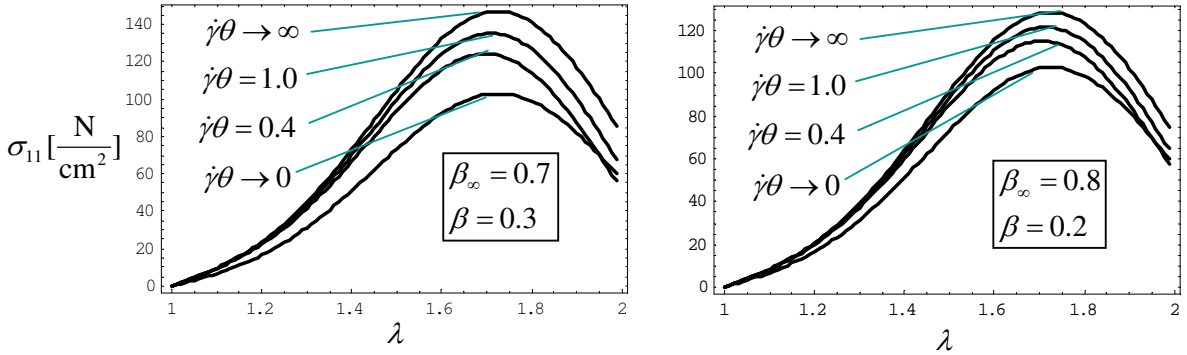 σ₁₁[N/cm²]
140
120
100
80
60
40
20
0
γ̇θ → ∞
γ̇θ = 1.0
γ̇θ = 0.4
γ̇θ → 0
β∞ = 0.7
β = 0.3
1 1.2 1.4 1.6 1.8 2
λ
120
100
80
60
40
20
0
γ̇θ → ∞
γ̇θ = 1.0
γ̇θ = 0.4
γ̇θ → 0
β∞ = 0.8
β = 0.2
1 1.2 1.4 1.6 1.8 2
λ